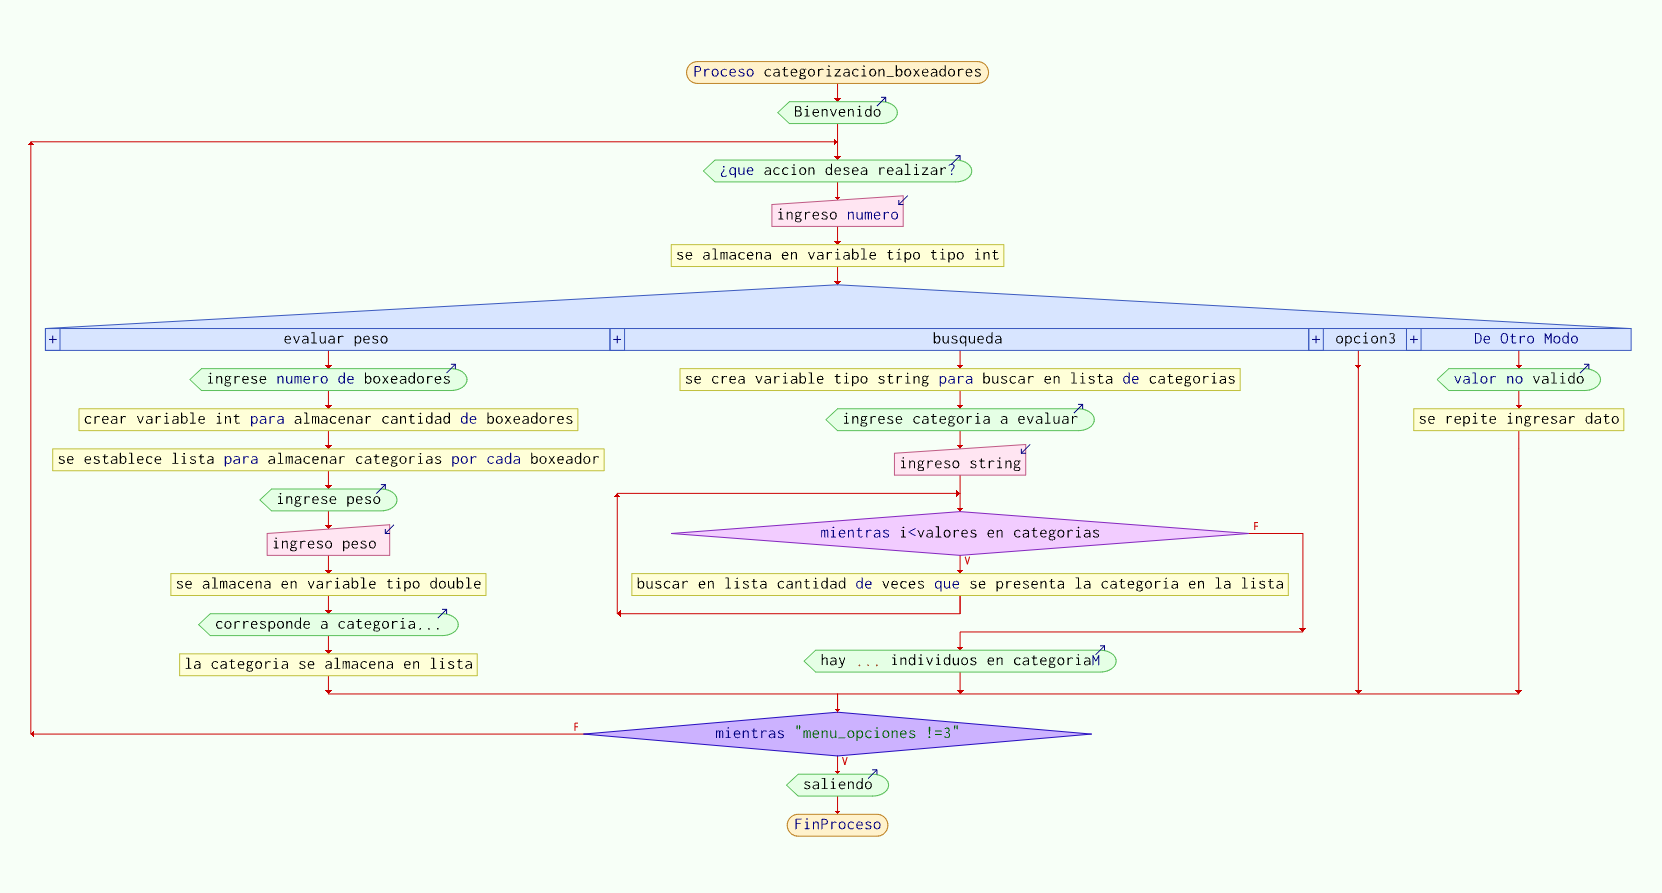 Proceso categorizacion_boxeadores
Bienvenido
¿que accion desea realizar?
ingreso numero
se almacena en variable tipo tipo int
+ evaluar peso + busqueda + opcion3 + De Otro Modo
ingrese numero de boxeadores
crear variable int para almacenar cantidad de boxeadores
se establece lista para almacenar categorias por cada boxeador
ingrese peso
ingreso peso
se almacena en variable tipo double
corresponde a categoria...
la categoria se almacena en lista
se crea variable tipo string para buscar en lista de categorias
ingrese categoria a evaluar
ingreso string
mientras i<valores en categorias
F
V
buscar en lista cantidad de veces que se presenta la categoria en la lista
hay ... individuos en categoriaM
valor no valido
se repite ingresar dato
F
mientras "menu_opciones !=3"
V
saliendo
FinProceso